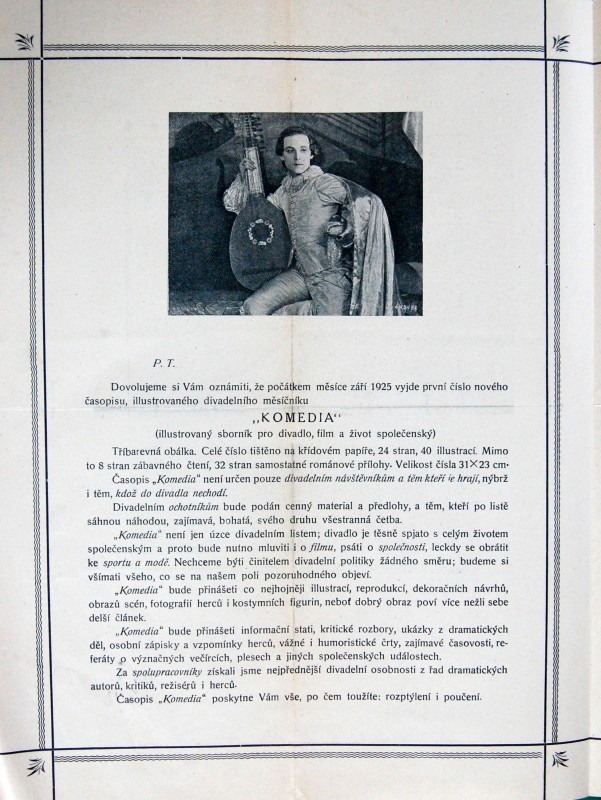 P. T.
Dovolujeme si Vám oznámiti, že počátkem měsíce září 1925 vyjde první číslo nového
časopisu, illustrovaného divadelního měsíčníku
„KOMEDIA“
(illustrovaný sborník pro divadlo, film a život společenský)
Tříbarevná obálka. Celé číslo tištěno na křídovém papíře, 24 stran, 40 illustrací. Mimo
to 8 stran zábavného čtení, 32 stran samostatné románové přílohy. Velikost čísla 31×23 cm.
Časopis „Komedia“ není určen pouze divadelním návštěvníkům a těm kteří je hrají, nýbrž
i těm, kdož do divadla nechodí.
Divadelním ochotníkům bude podán cenný material a předlohy, a těm, kteří po listě
sáhnou náhodou, zajímavá, bohatá, svého druhu všestranná četba.
„Komedia“ není jen úzce divadelním listem; divadlo je těsně spjato s celým životem
společenským a proto bude nutno mluviti i o filmu, psáti o společnosti, leckdy se obrátit
ke sportu a modě. Nechceme býti činitelem divadelní politiky žádného směru; budeme si
všímati všeho, co se na našem poli pozoruhodného objeví.
„Komedia“ bude přinášeti co nejhojněji illustrací, reprodukcí, dekoračních návrhů,
obrazů scén, fotografií herců i kostymních figurin, neboť dobrý obraz poví více nežli sebe
delší článek.
„Komedia“ bude přinášeti informační stati, kritické rozbory, ukázky z dramatických
děl, osobní zápisky a vzpomínky herců, vážné i humoristické črty, zajímavé časovosti, re-
feráty o význačných večírcích, plesech a jiných společenských událostech.
Za spolupracovníky získali jsme nejpřednější divadelní osobnosti z řad dramatických
autorů, kritiků, režisérů i herců.
Časopis „Komedia“ poskytne Vám vše, po čem toužíte: rozptýlení i poučení.